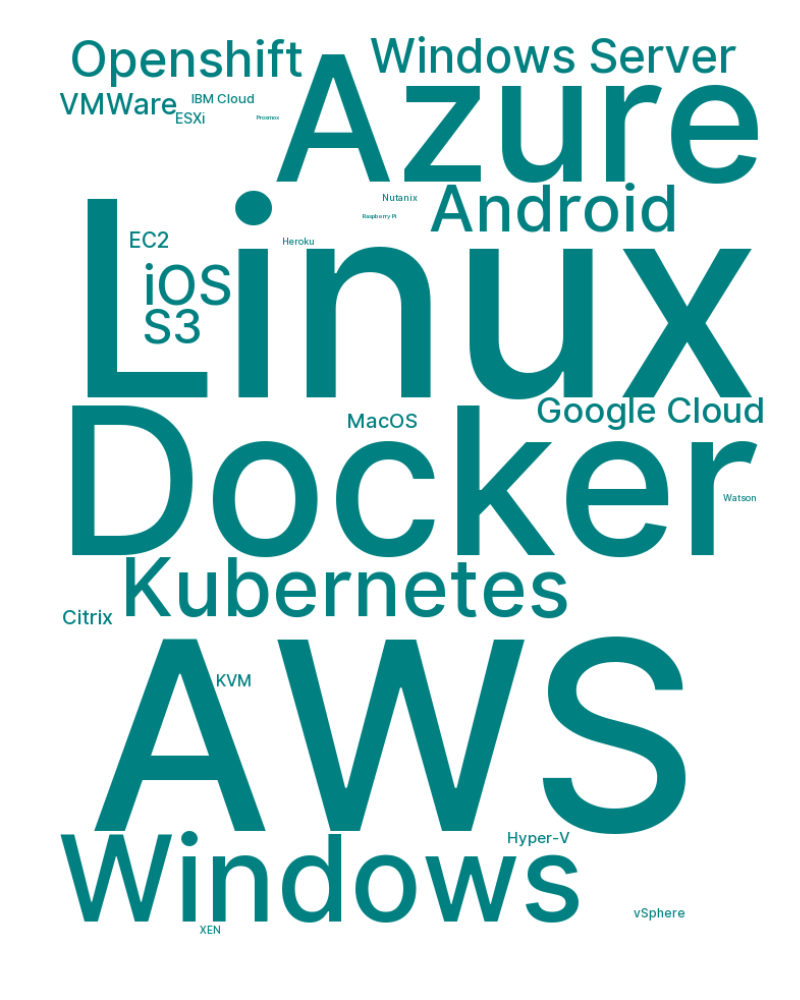 Openshift
Windows Server
VMWare
IBM Cloud
ESXi
Proxmox
Azure
Nutanix
Android
Raspberry Pi
EC2
Heroku
iOS
S3
Linux
Google Cloud
MacOS
Docker
Watson
Kubernetes
Citrix
KVM
AWS
Hyper-V
Windows
vSphere
XEN